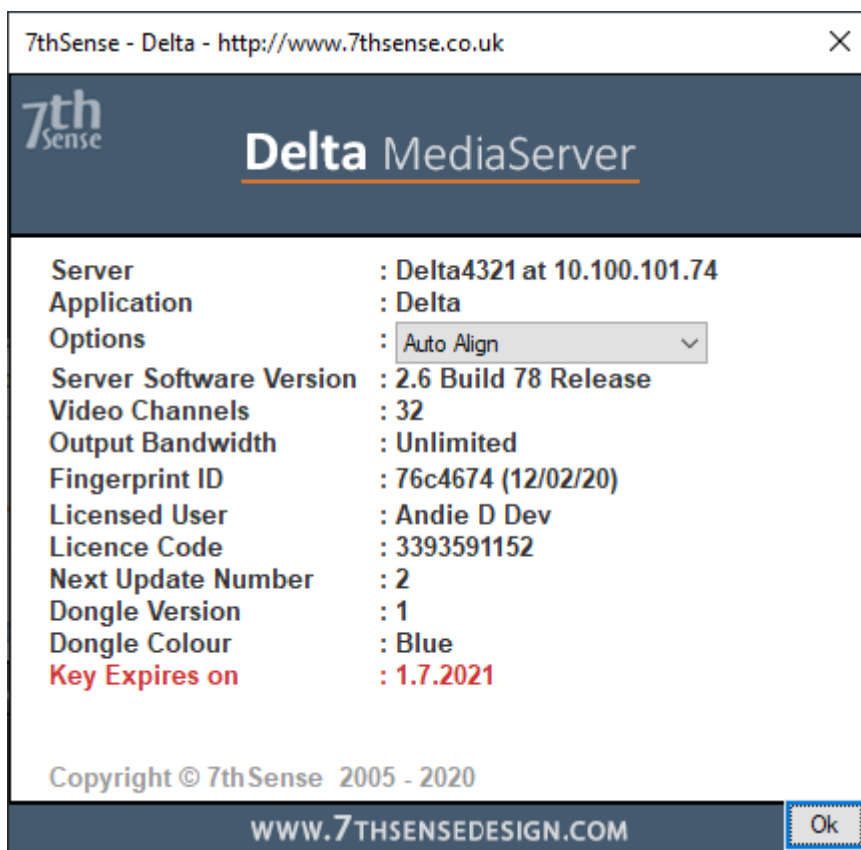 7thSense - Delta - http://www.7thsense.co.uk
7th
Sense
Delta MediaServer
Server : Delta4321 at 10.100.101.74
Application : Delta
Options : Auto Align
Server Software Version : 2.6 Build 78 Release
Video Channels : 32
Output Bandwidth : Unlimited
Fingerprint ID : 76c4674 (12/02/20)
Licensed User : Andie D Dev
Licence Code : 3393591152
Next Update Number : 2
Dongle Version : 1
Dongle Colour : Blue
Key Expires on : 1.7.2021
Copyright © 7thSense 2005 - 2020
WWW.7THSENSEDESIGN.COM
Ok